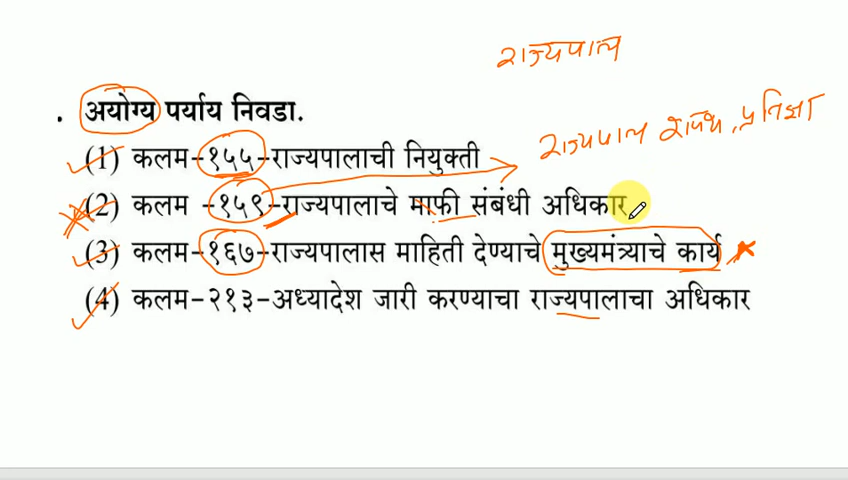 राज्यपाल
. अयोग्य पर्याय निवडा.
राज्यपाल शपथ, प्रतिज्ञा
(1) कलम-१५५-राज्यपालाची नियुक्ती
(2) कलम -१५९-राज्यपालाचे माफी संबंधी अधिकार
(3) कलम-१६७-राज्यपालास माहिती देण्याचे मुख्यमंत्र्याचे कार्य
(4) कलम-२१३-अध्यादेश जारी करण्याचा राज्यपालाचा अधिकार